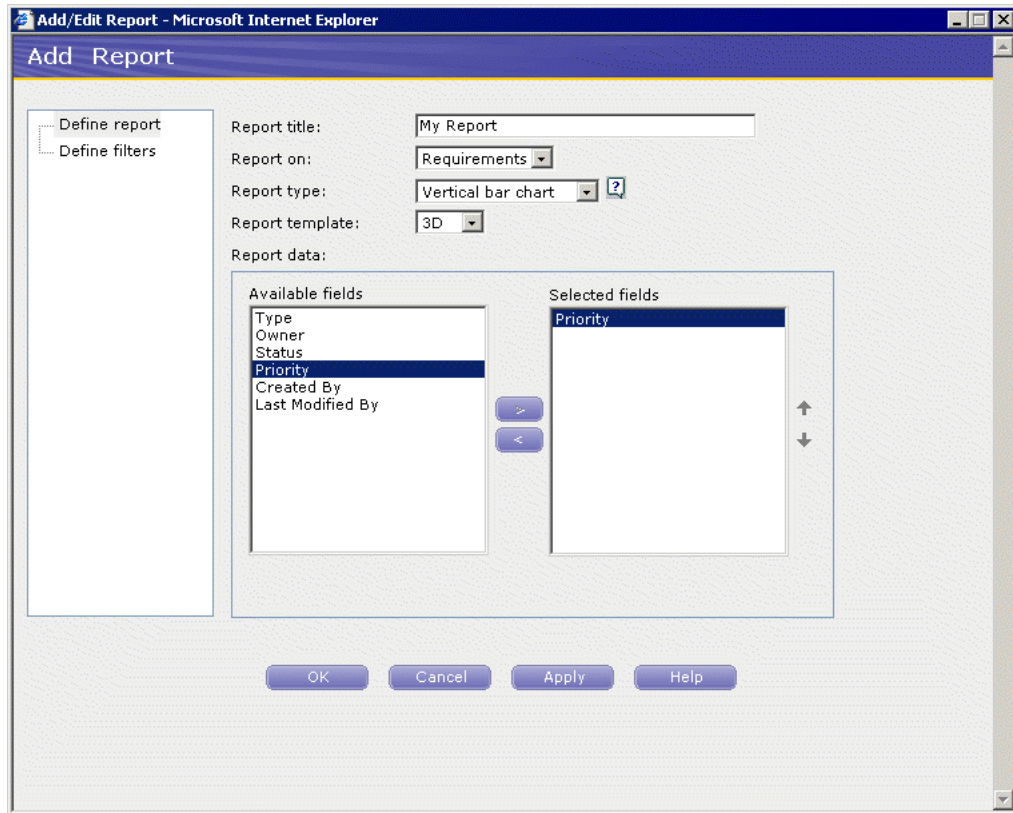 Add/Edit Report - Microsoft Internet Explorer
Add Report
Define report
Define filters
Report title: My Report
Report on: Requirements
Report type: Vertical bar chart ?
Report template: 3D
Report data:
Available fields
Type
Owner
Status
Priority
Created By
Last Modified By
>
<
Selected fields
Priority
OK Cancel Apply Help